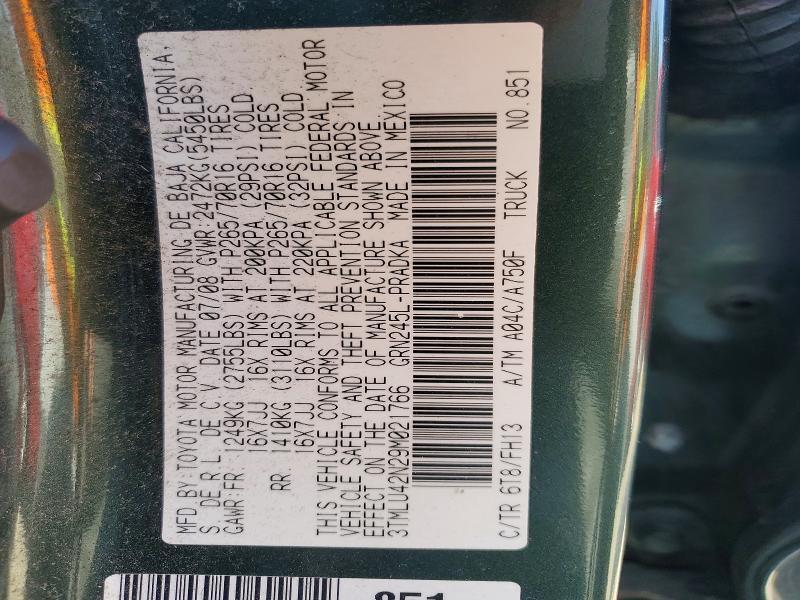 MFD BY:TOYOTA MOTOR MANUFACTURING DE BAJA CALIFORNIA,
S. DE R.L. DE C.V. DATE 07/08 GVWR:2472KG(5450LBS)
GAWR:FR. 1249KG (2755LBS) WITH P265/70R16 TIRES
16X7JJ 16X RIMS AT 200KPA (29PSI) COLD
RR. 1410KG (3110LBS) WITH P265/70R16 TIRES
16X7JJ 16X RIMS AT 220KPA (32PSI) COLD
THIS VEHICLE CONFORMS TO ALL APPLICABLE FEDERAL MOTOR
VEHICLE SAFETY AND THEFT PREVENTION STANDARDS IN
EFFECT ON THE DATE OF MANUFACTURE SHOWN ABOVE.
3TMLU42N29M021766 GRN245L-PRADKA MADE IN MEXICO
C/TR 6T8/FH13 A/TM A04C/A750F TRUCK NO.851
851